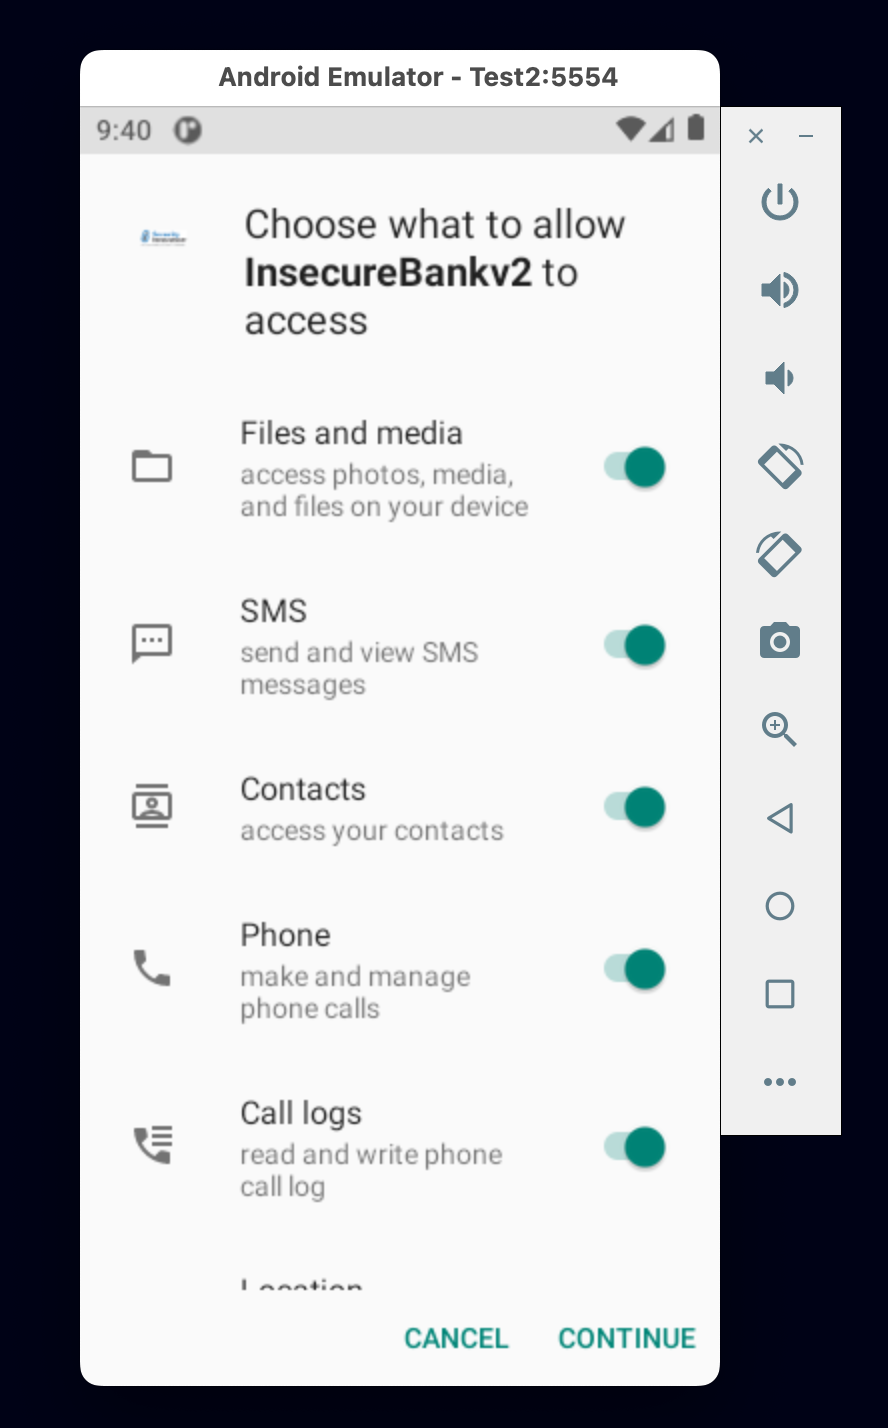 Android Emulator - Test2:5554
9:40
Choose what to allow
InsecureBankv2 to
access
Files and media
access photos, media,
and files on your device
SMS
send and view SMS
messages
Contacts
access your contacts
Phone
make and manage
phone calls
Call logs
read and write phone
call log
Location
CANCEL
CONTINUE